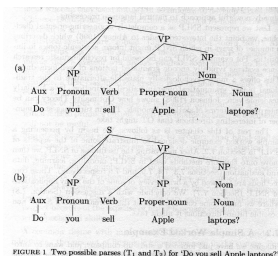 S
VP
(a)
NP
NP
Nom
Aux Pronoun Verb Proper-noun Noun
Do you sell Apple laptops?
S
VP
(b)
NP NP NP
Nom
Aux Pronoun Verb Proper-noun Noun
Do you sell Apple laptops?
FIGURE 1 Two possible parses (T₁ and T₂) for 'Do you sell Apple laptops?'